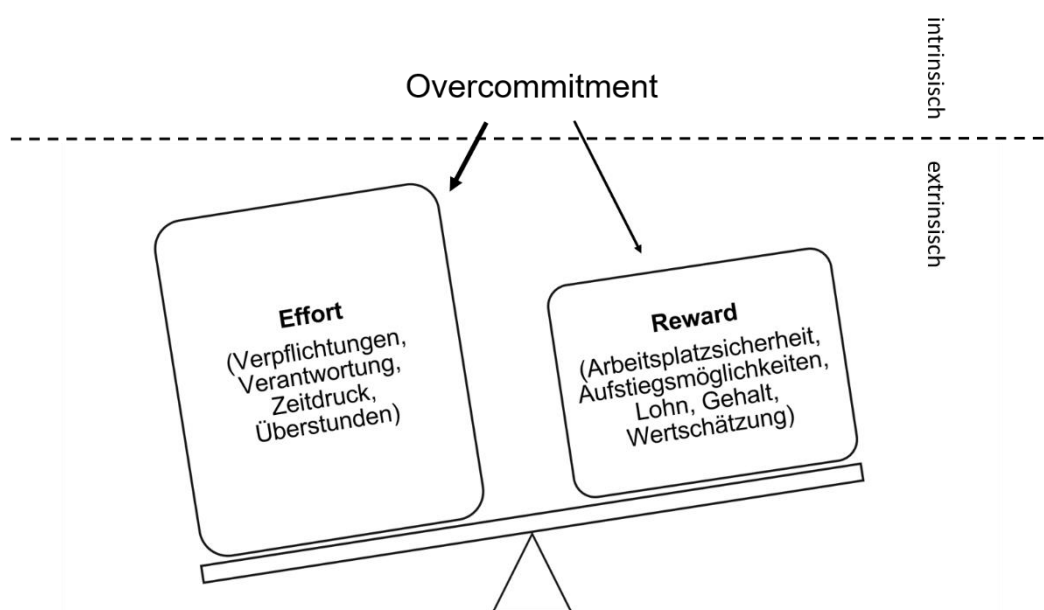 intrinsisch
Overcommitment
extrinsisch
Effort
(Verpflichtungen,
Verantwortung,
Zeitdruck,
Überstunden)
Reward
(Arbeitsplatzsicherheit,
Aufstiegsmöglichkeiten,
Lohn, Gehalt,
Wertschätzung)